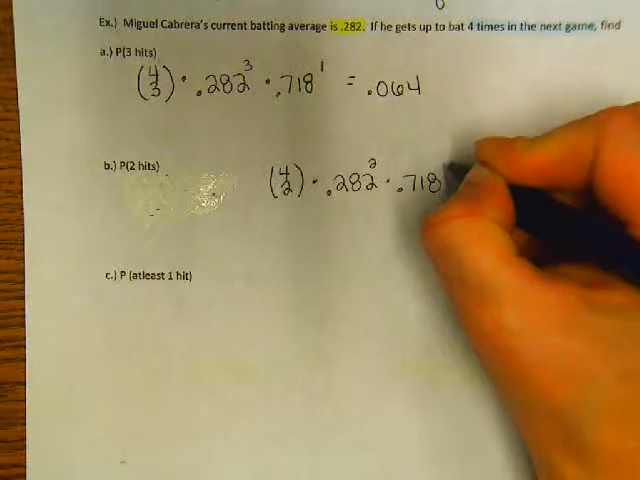 Ex.) Miguel Cabrera's current batting average is .282. If he gets up to bat 4 times in the next game, find
a.) P(3 hits)
(4 3) · .282³ · .718¹ = .064
b.) P(2 hits)
(4 2) · .282² · .718
c.) P (atleast 1 hit)